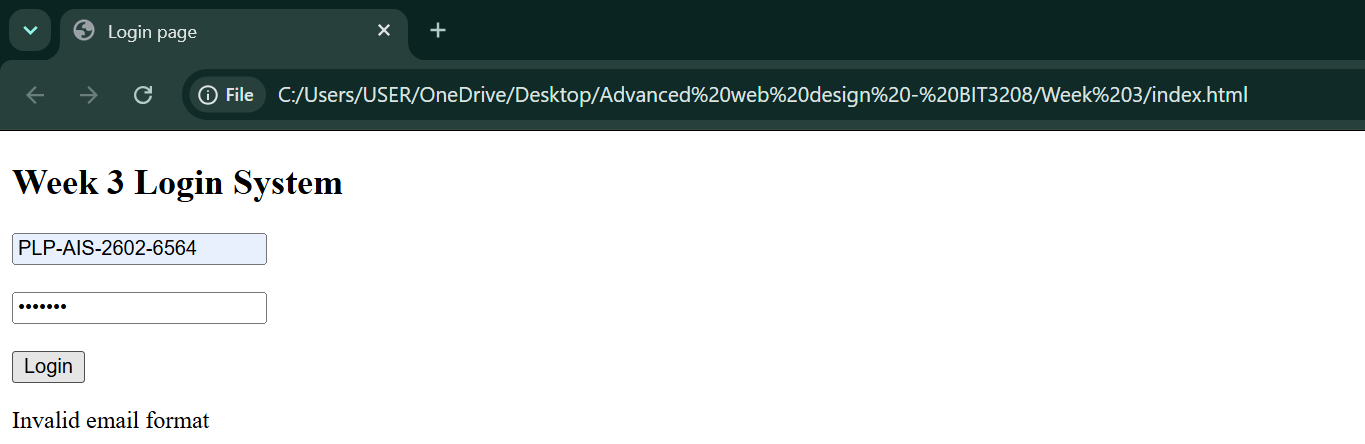 Login page
File C:/Users/USER/OneDrive/Desktop/Advanced%20web%20design%20-%20BIT3208/Week%203/index.html
Week 3 Login System
PLP-AIS-2602-6564
•••••••
Login
Invalid email format